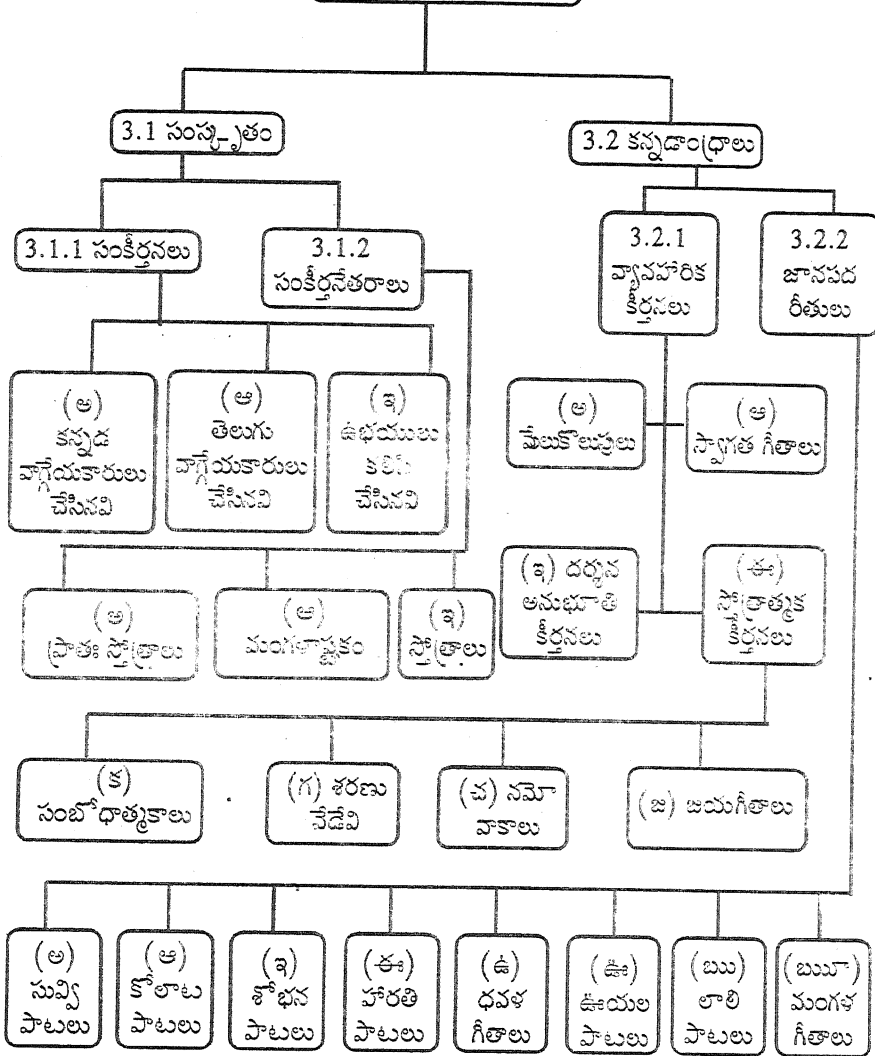 3.1 సంస్కృతం
3.2 కన్నడాంధ్రాలు
3.1.1 సంకీర్తనలు
3.1.2
సంకీర్తనేతరాలు
3.2.1
వ్యావహారిక
కీర్తనలు
3.2.2
జానపద
రీతులు
(అ)
కన్నడ
వాగ్గేయకారులు
చేసినవి
(ఆ)
తెలుగు
వాగ్గేయకారులు
చేసినవి
(ఇ)
ఉభయులు
కలిసి
చేసినవి
(అ)
మేలుకొలుపులు
(ఆ)
స్వాగత గీతాలు
(అ)
ప్రాతః స్తోత్రాలు
(ఆ)
మంగళాష్టకం
(ఇ)
స్తోత్రాలు
(ఇ) దర్శన
అనుభూతి
కీర్తనలు
(ఈ)
స్తోత్రాత్మక
కీర్తనలు
(క)
సంబోధాత్మకాలు
(గ) శరణు
వేడేవి
(చ) నమో
వాకాలు
(జ) జయగీతాలు
(అ)
సువ్వి
పాటలు
(ఆ)
కోలాట
పాటలు
(ఇ)
శోభన
పాటలు
(ఈ)
హారతి
పాటలు
(ఉ)
ధవళ
గీతాలు
(ఊ)
ఊయల
పాటలు
(ఋ)
లాలి
పాటలు
(ౠ)
మంగళ
గీతాలు